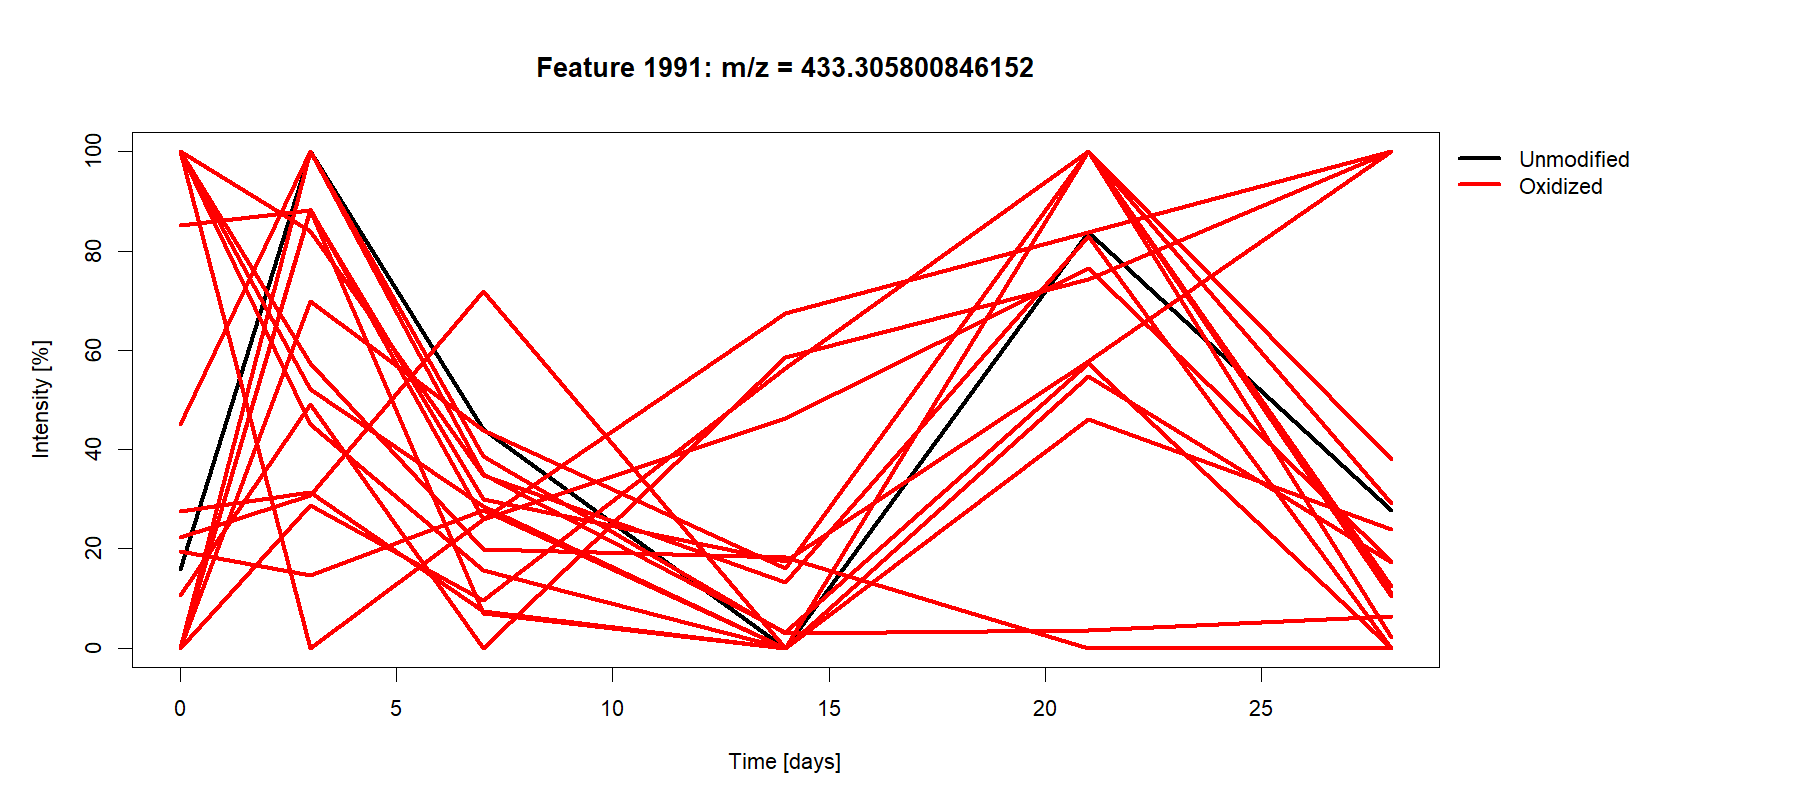 Feature 1991: m/z = 433.305800846152
Unmodified
Oxidized
Intensity [%]
100
80
60
40
20
0
0 5 10 15 20 25
Time [days]